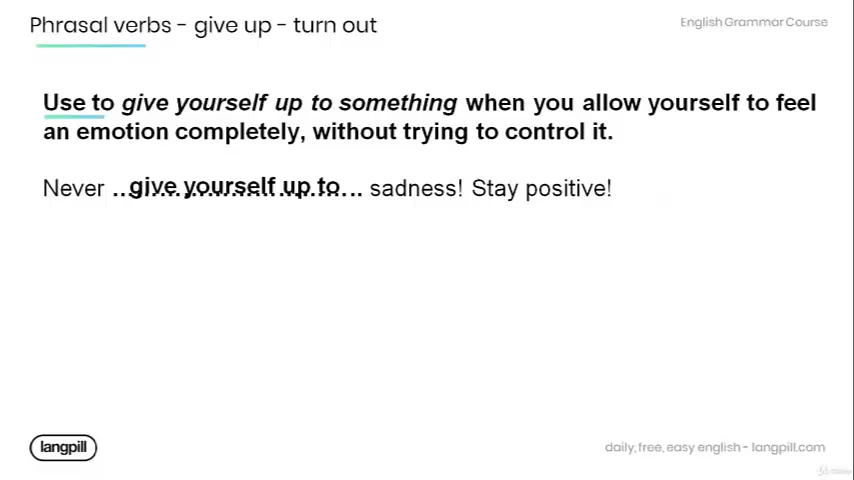 Phrasal verbs - give up - turn out
English Grammar Course
Use to give yourself up to something when you allow yourself to feel
an emotion completely, without trying to control it.
Never ..give yourself up to... sadness! Stay positive!
langpill
daily, free, easy english - langpill.com